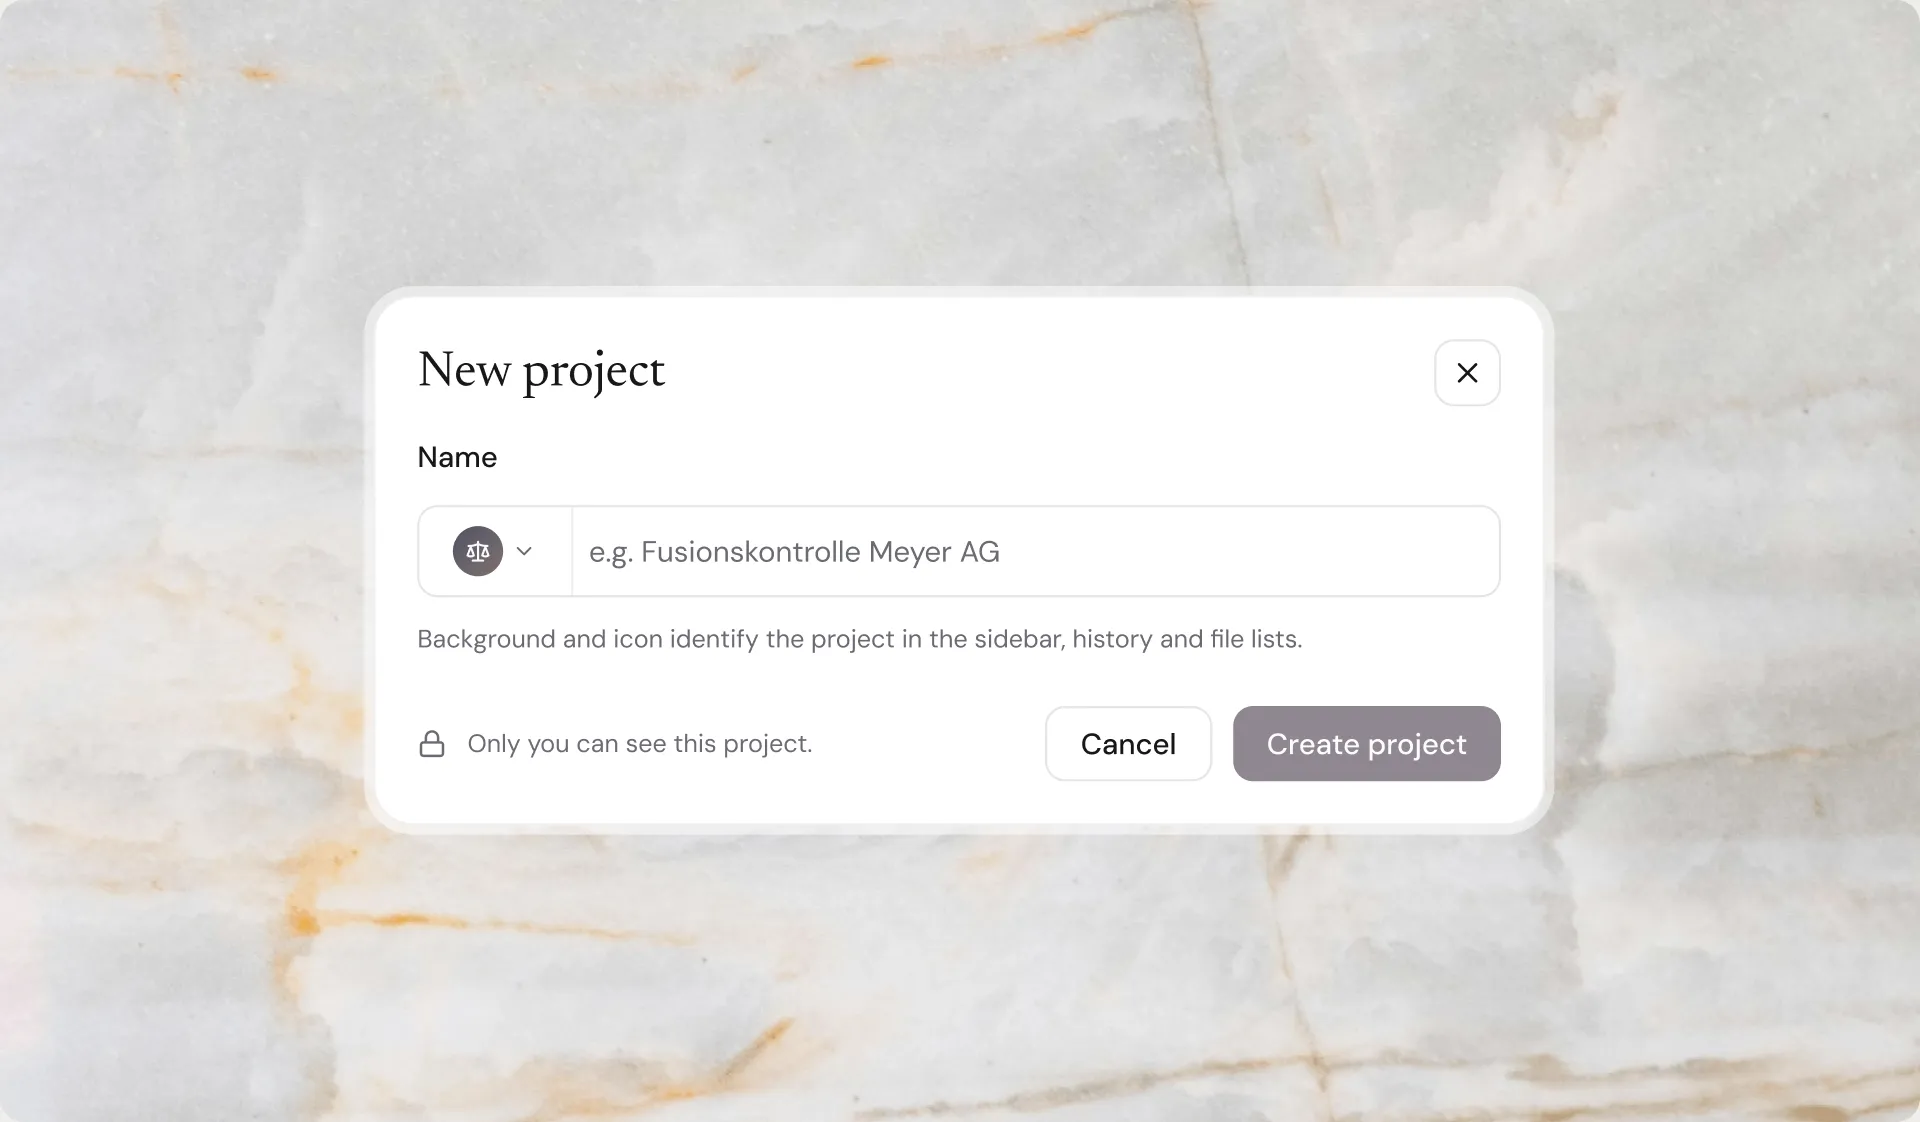 New project
Name
e.g. Fusionskontrolle Meyer AG
Background and icon identify the project in the sidebar, history and file lists.
Only you can see this project.
Cancel
Create project